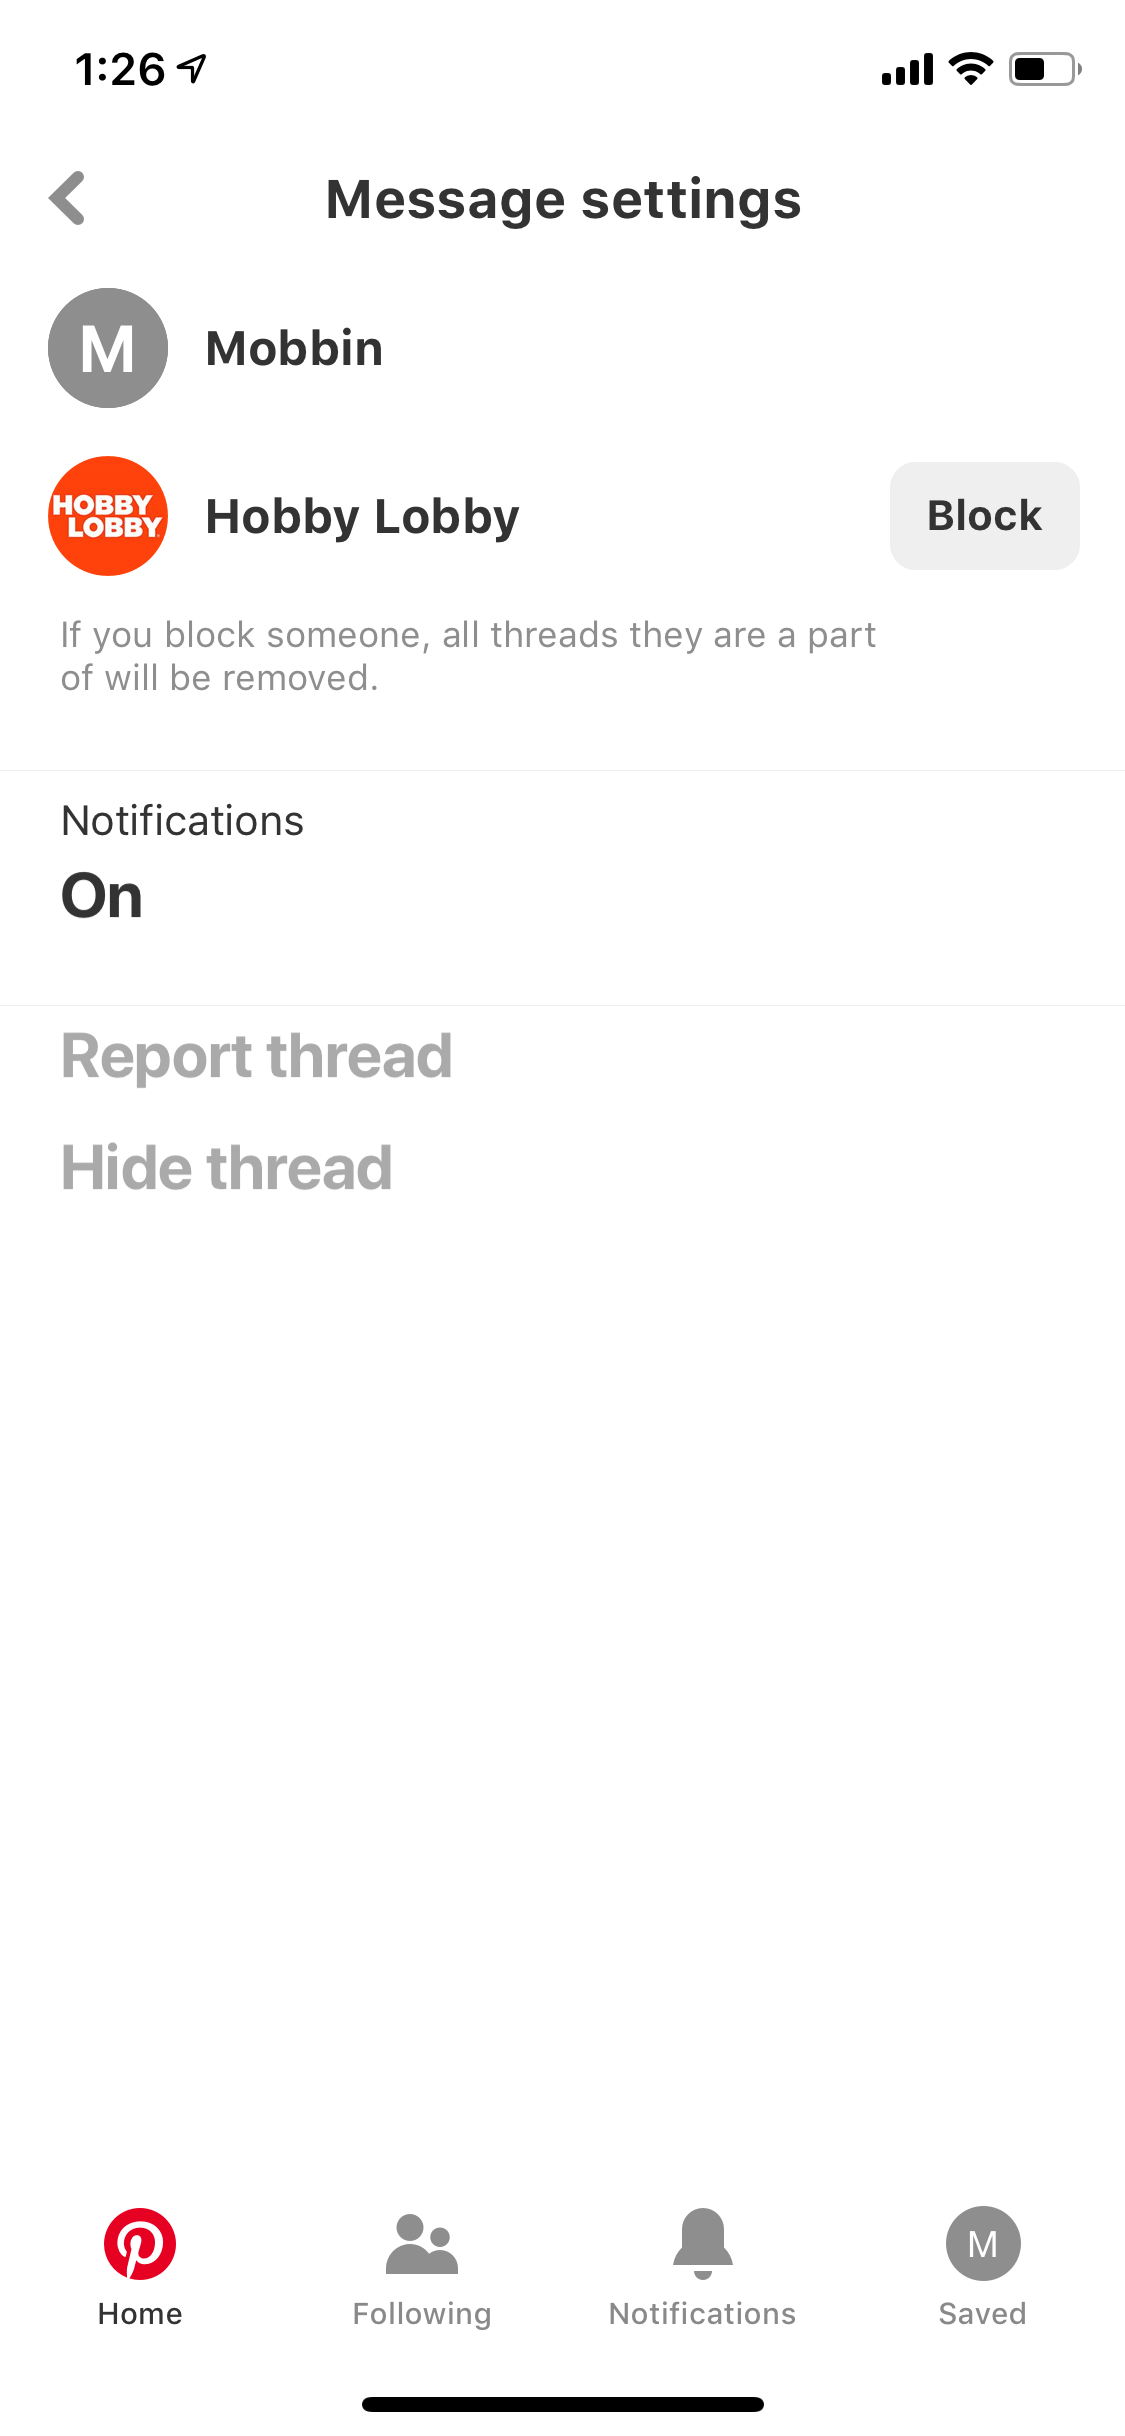 1:26
Message settings
M
Mobbin
HOBBY
LOBBY
Hobby Lobby
Block
If you block someone, all threads they are a part
of will be removed.
Notifications
On
Report thread
Hide thread
M
Home
Following
Notifications
Saved